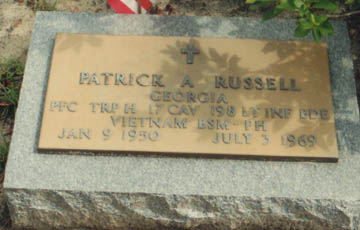 PATRICK A RUSSELL
GEORGIA
PFC TRP H 17 CAV 198 LT INF BDE
VIETNAM BSM-PH
JAN 9 1950 JULY 3 1969